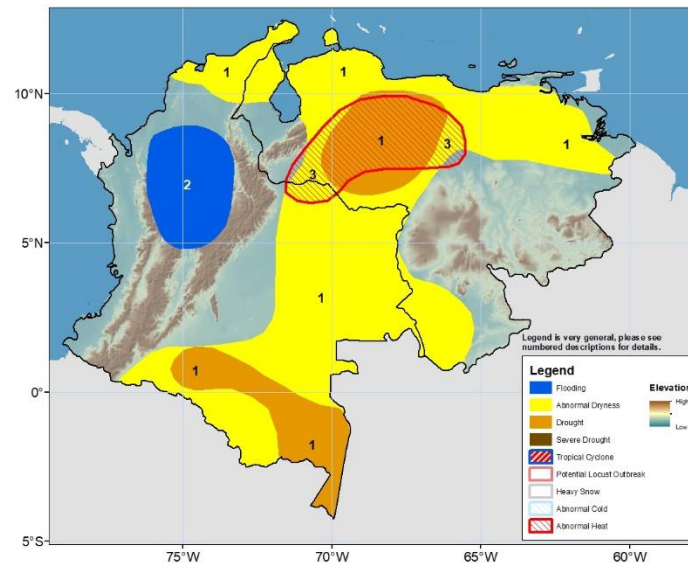 1
1
10°N
1
3
1
3
2
5°N
1
Legend is very general, please see
numbered descriptions for details.
0°
1
1
5°S
75°W
70°W
65°W
60°W
Legend
Flooding
Abnormal Dryness
Drought
Severe Drought
Tropical Cyclone
Potential Locust Outbreak
Heavy Snow
Abnormal Cold
Abnormal Heat
High
Low